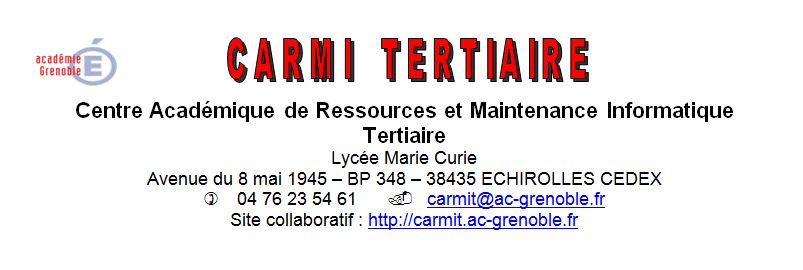 académie
Grenoble
CARMI TERTIAIRE
Centre Académique de Ressources et Maintenance Informatique
Tertiaire
Lycée Marie Curie
Avenue du 8 mai 1945 – BP 348 – 38435 ECHIROLLES CEDEX
04 76 23 54 61 carmit@ac-grenoble.fr
Site collaboratif : http://carmit.ac-grenoble.fr